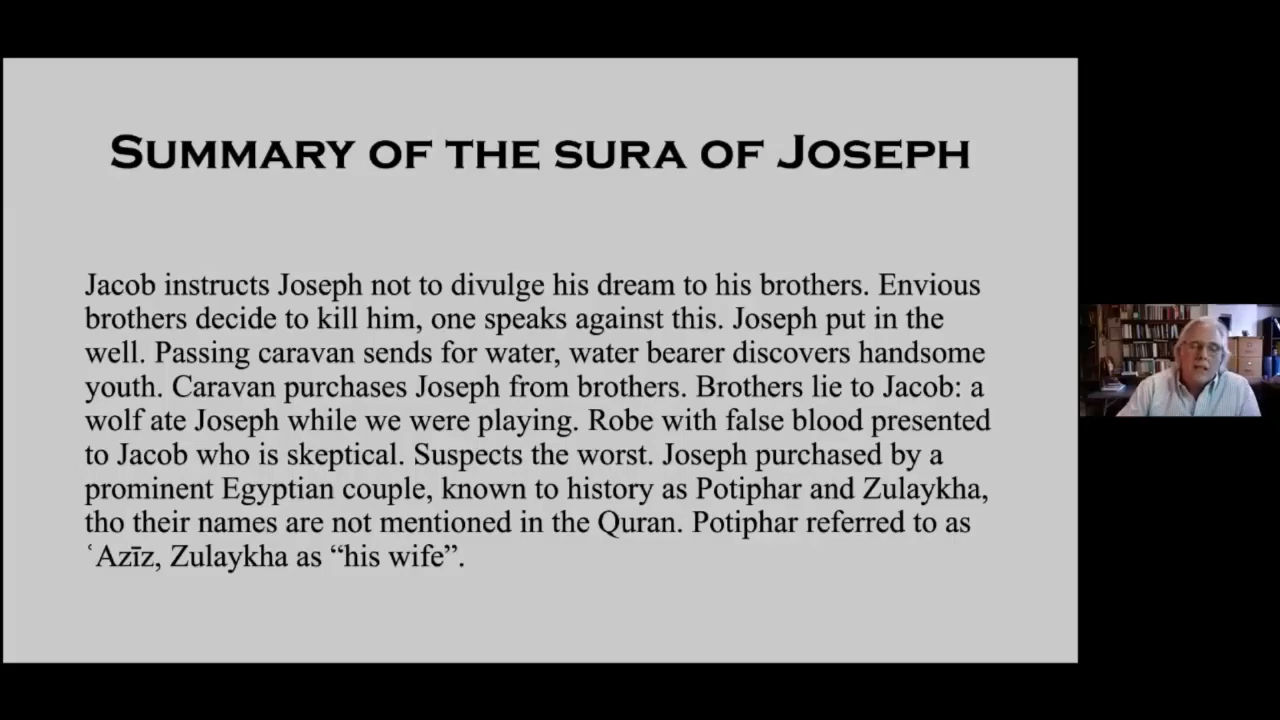 Summary of the sura of Joseph
Jacob instructs Joseph not to divulge his dream to his brothers. Envious
brothers decide to kill him, one speaks against this. Joseph put in the
well. Passing caravan sends for water, water bearer discovers handsome
youth. Caravan purchases Joseph from brothers. Brothers lie to Jacob: a
wolf ate Joseph while we were playing. Robe with false blood presented
to Jacob who is skeptical. Suspects the worst. Joseph purchased by a
prominent Egyptian couple, known to history as Potiphar and Zulaykha,
tho their names are not mentioned in the Quran. Potiphar referred to as
ʿAzīz, Zulaykha as “his wife”.